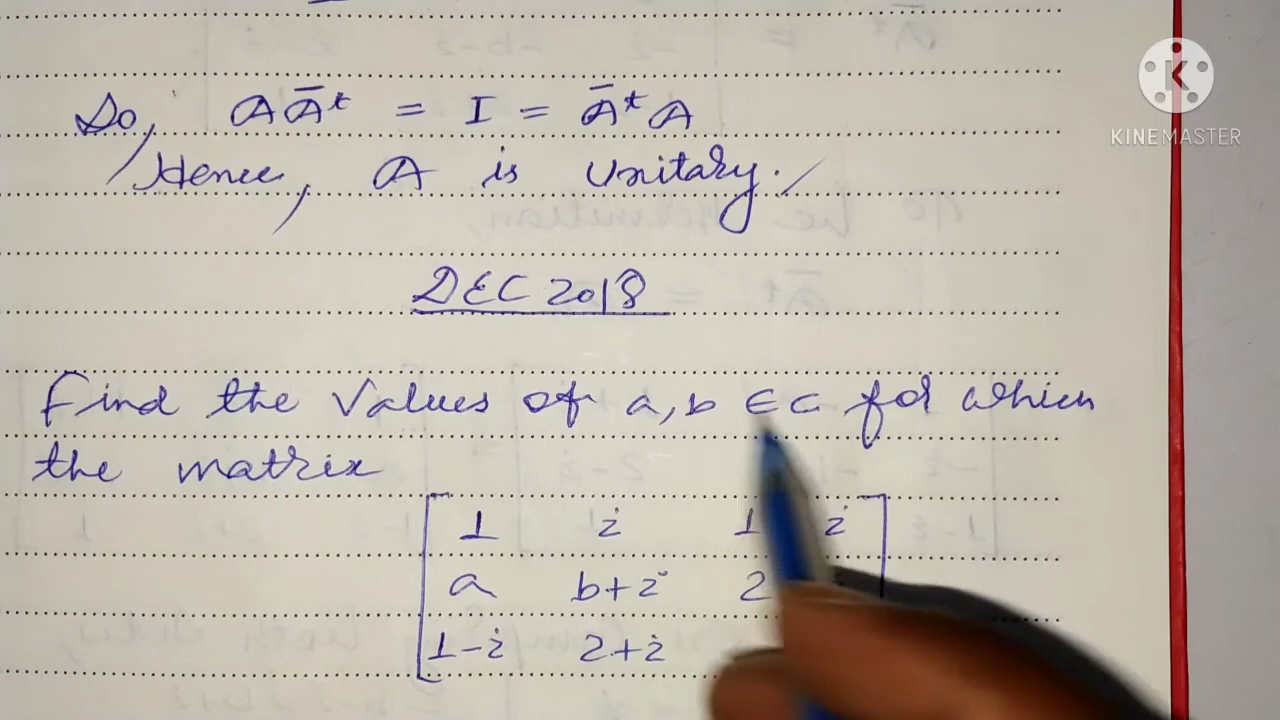 KINEMASTER
So, A Āᵗ = I = Āᵗ A
Hence, A is unitary.
DEC 2018
Find the Values of a, b ∈ C for which
the matrix
1 i 1 i
a b+i 2
1-i 2+i